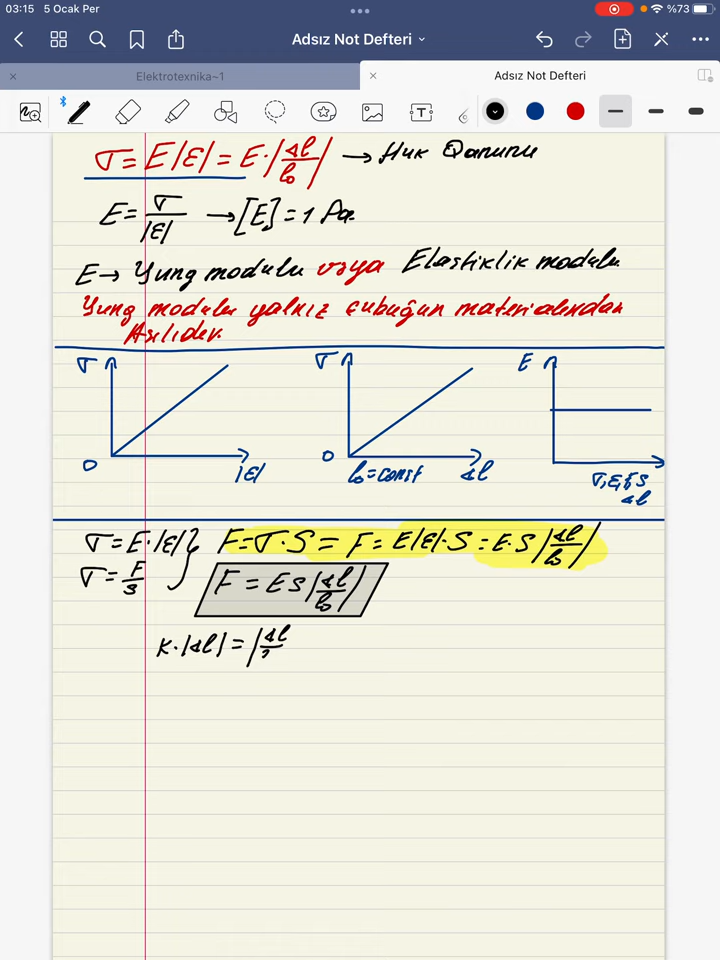 03:15 5 Ocak Per
%73
Adsız Not Defteri
Elektrotexnika~1
Adsız Not Defteri
σ = E|ε| = E·|Δl/l₀| → Huk Qanunu
E = σ/|ε| → [E] = 1 Pa
E → Yung modulu vəya Elastiklik modulu
Yung modulu yalnız çubuğun materialından
Asılıdır.
σ
0
|ε|
σ
0
l₀ = const
Δl
E
σ, ε, F, S
Δl
σ = E·|ε|
σ = F/S
F = σ·S = F = E|ε|·S = E·S|Δl/l₀|
F = ES|Δl/l₀|
K·|Δl| = |Δl